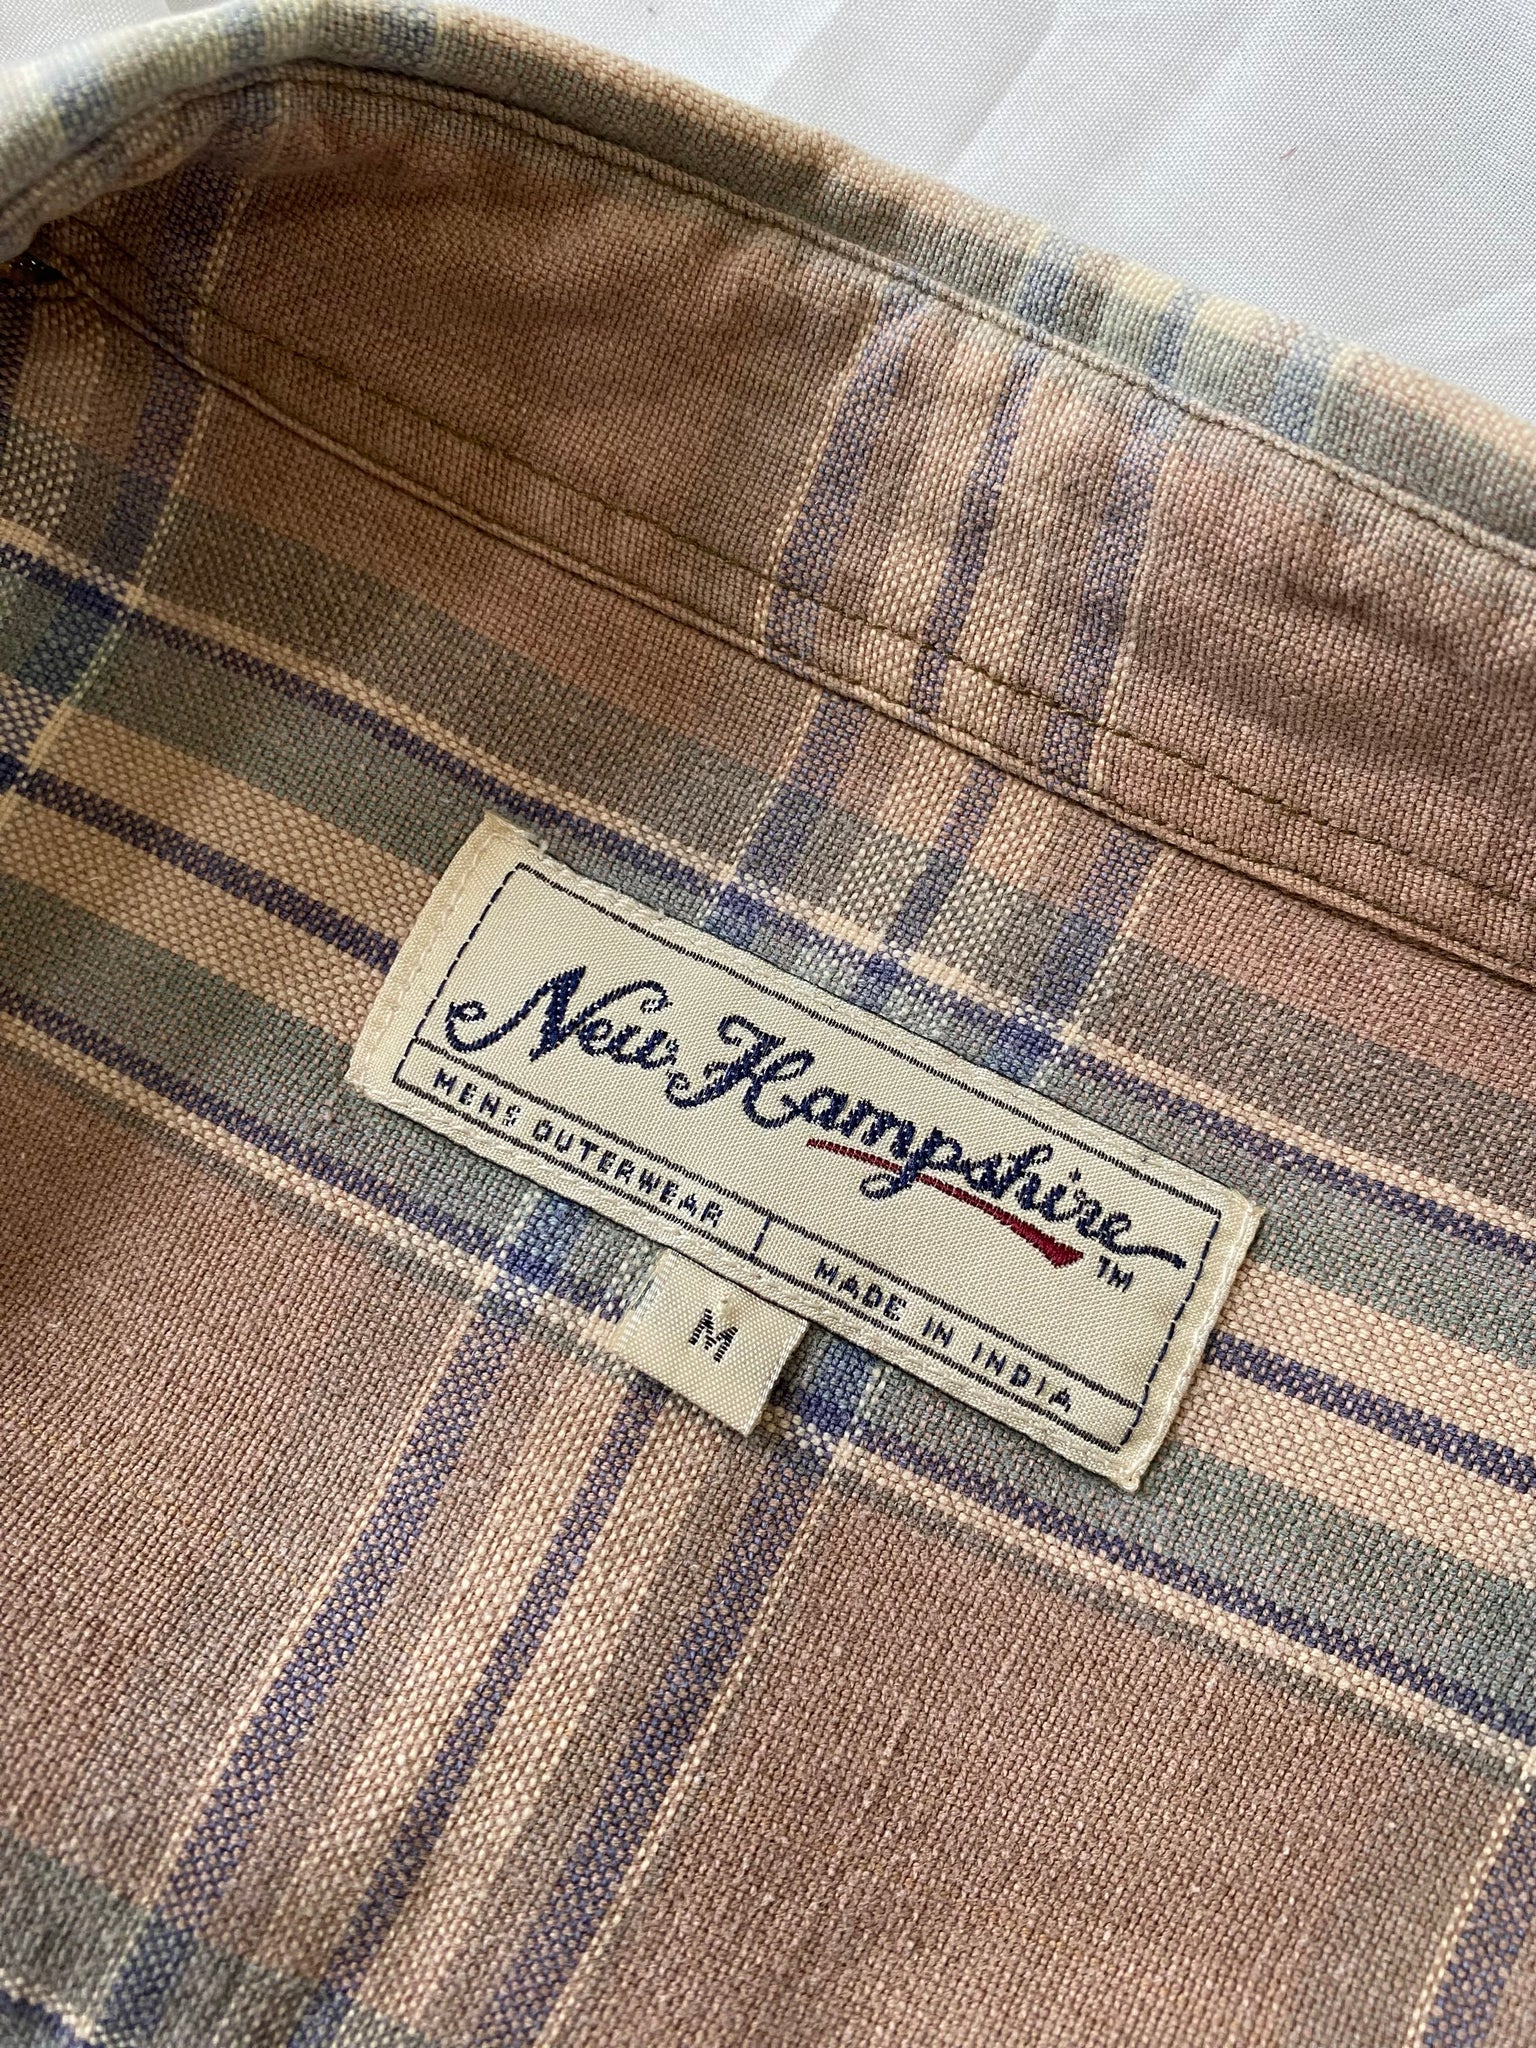 New Hampshire TM
MENS OUTERWEAR | MADE IN INDIA
M